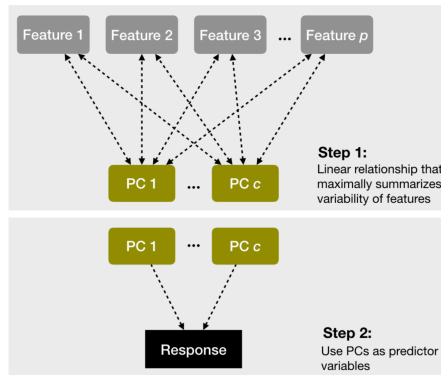 Feature 1 Feature 2 Feature 3 ... Feature p
PC 1 ... PC c
Step 1:
Linear relationship that
maximally summarizes
variability of features
PC 1 ... PC c
Response
Step 2:
Use PCs as predictor
variables